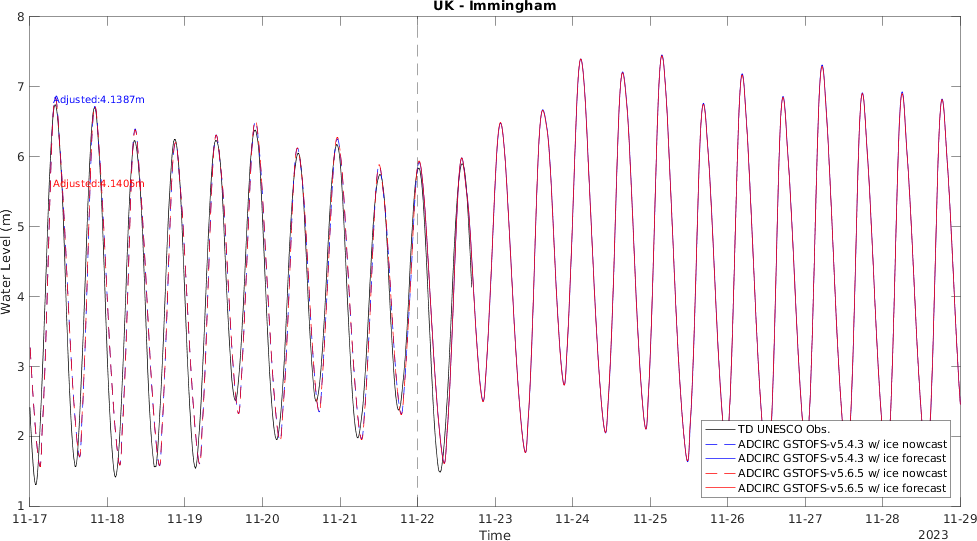 UK - Immingham
8
7
6
5
4
3
2
1
Water Level (m)
Adjusted:4.1387m
Adjusted:4.1405m
TD UNESCO Obs.
ADCIRC GSTOFS-v5.4.3 w/ ice nowcast
ADCIRC GSTOFS-v5.4.3 w/ ice forecast
ADCIRC GSTOFS-v5.6.5 w/ ice nowcast
ADCIRC GSTOFS-v5.6.5 w/ ice forecast
11-17 11-18 11-19 11-20 11-21 11-22 11-23 11-24 11-25 11-26 11-27 11-28 11-29
Time
2023